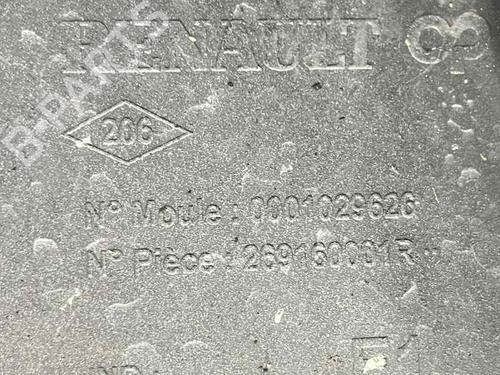 RENAULT
B-PARTS
206
N° Moule : 0001029626
N° Pièce : 269160001R